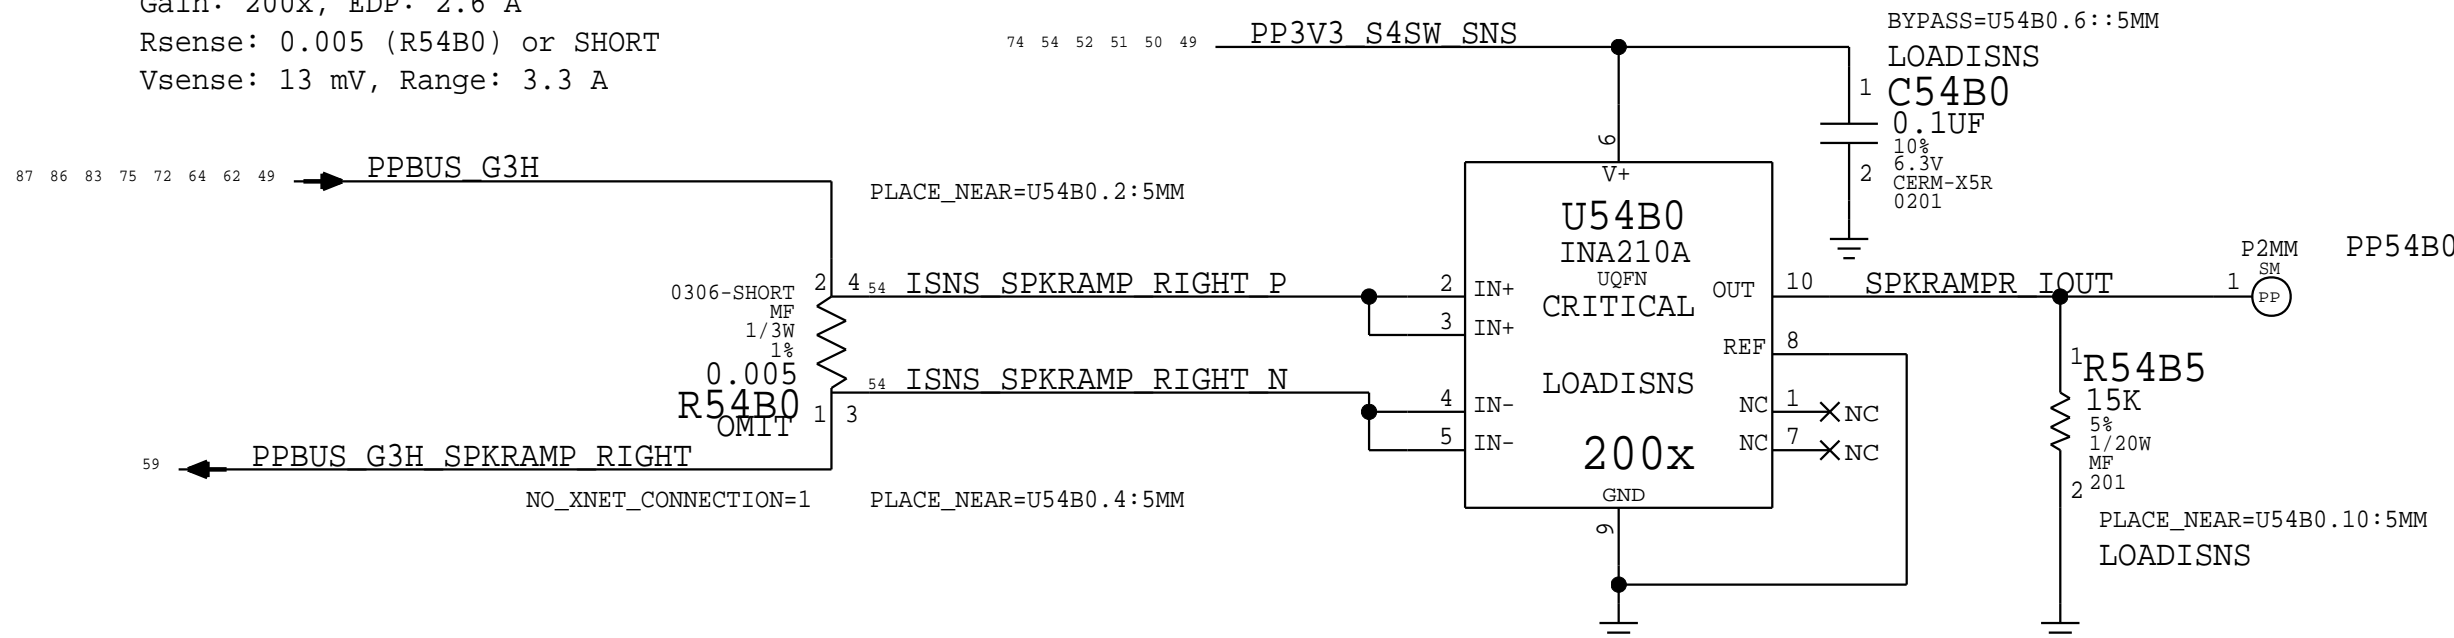 Gain: 200x, EDP: 2.6 A
Rsense: 0.005 (R54B0) or SHORT
Vsense: 13 mV, Range: 3.3 A
74 54 52 51 50 49
PP3V3_S4SW_SNS
BYPASS=U54B0.6::5MM
LOADISNS
1
C54B0
0.1UF
10%
6.3V
CERM-X5R
0201
2
87 86 83 75 72 64 62 49
PPBUS_G3H
PLACE_NEAR=U54B0.2:5MM
6
V+
U54B0
INA210A
UQFN
CRITICAL
LOADISNS
200x
GND
9
0306-SHORT
MF
1/3W
1%
0.005
R54B0
OMIT
2 4
1 3
54 ISNS_SPKRAMP_RIGHT_P
54 ISNS_SPKRAMP_RIGHT_N
2 IN+
3 IN+
4 IN-
5 IN-
OUT 10
REF 8
NC 1 NC
NC 7 NC
SPKRAMPR_IOUT
P2MM
SM
1 PP
PP54B0
1
R54B5
15K
5%
1/20W
MF
201
2
PLACE_NEAR=U54B0.10:5MM
LOADISNS
59
PPBUS_G3H_SPKRAMP_RIGHT
NO_XNET_CONNECTION=1
PLACE_NEAR=U54B0.4:5MM